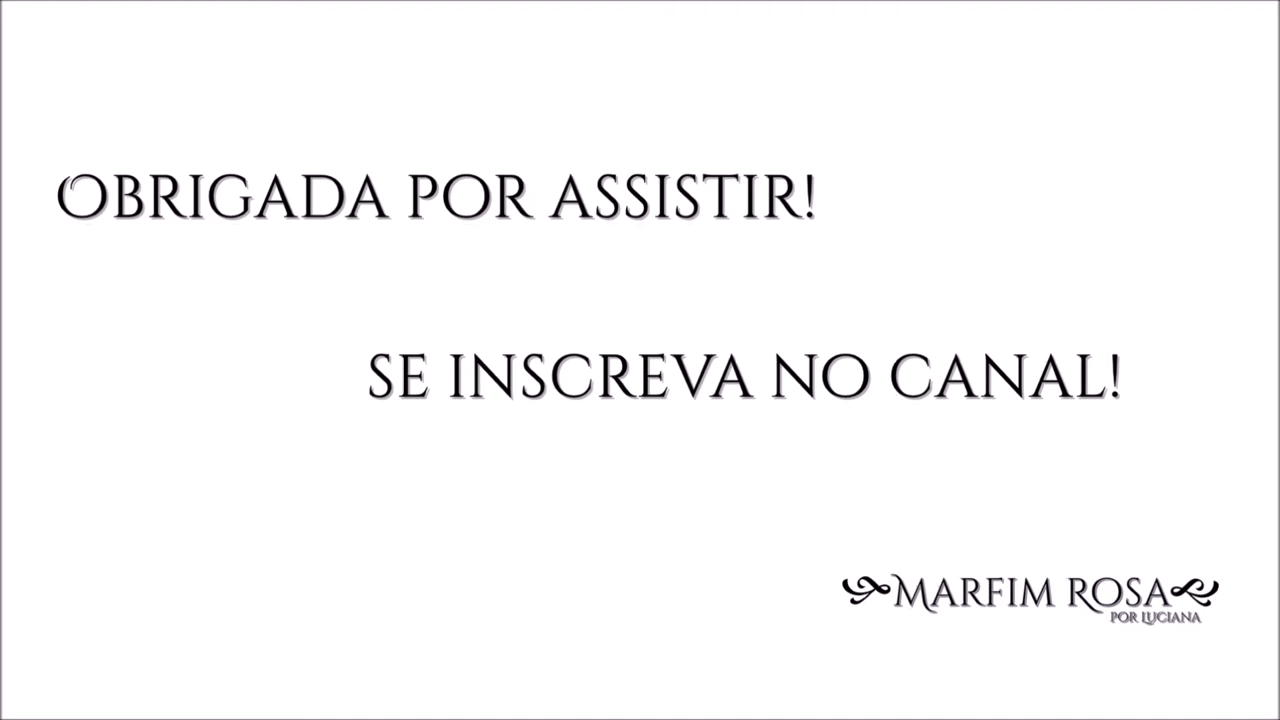 Obrigada por assistir!
se inscreva no canal!
Marfim Rosa
por Luciana